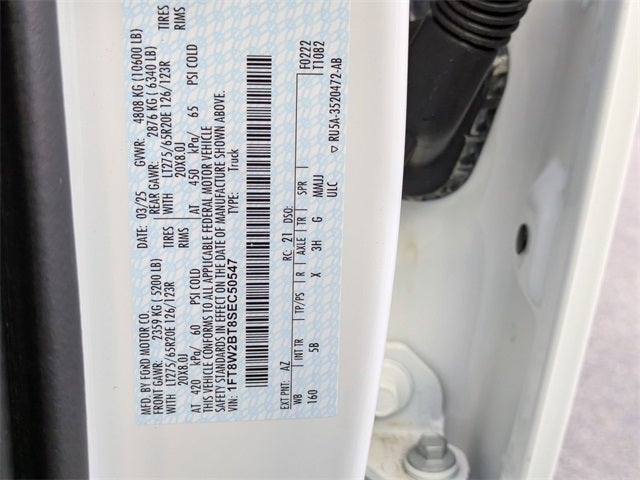 MFD. BY FORD MOTOR CO.
DATE: 03/25 GVWR: 4808 KG (10600 LB)
FRONT GAWR: 2359 KG (5200 LB) REAR GAWR: 2876 KG (6340 LB)
WITH LT275/65R20E 126/123R TIRES WITH LT275/65R20E 126/123R TIRES
20X8.0J RIMS 20X8.0J RIMS
AT 420 kPa/ 60 PSI COLD AT 450 kPa/ 65 PSI COLD
THIS VEHICLE CONFORMS TO ALL APPLICABLE FEDERAL MOTOR VEHICLE
SAFETY STANDARDS IN EFFECT ON THE DATE OF MANUFACTURE SHOWN ABOVE.
VIN: 1FT8W2BT8SEC50547 TYPE: Truck
F0222
T1082
EXT PNT: AZ RC: 21 DSO:
WB INT TR TP/PS R AXLE TR SPR
160 5B X 3H G MMJJ
ULC
▽ RU5A-3520472-AB